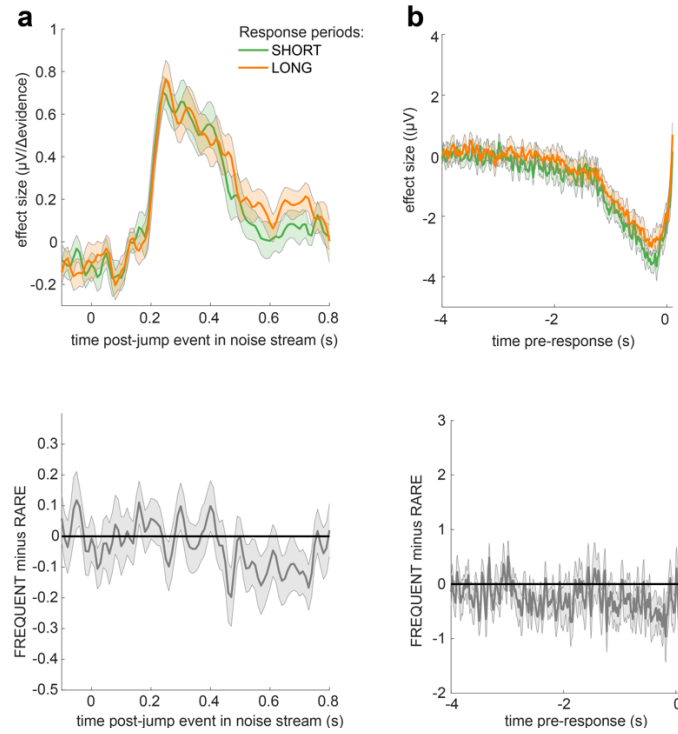 a
Response periods:
SHORT
LONG
effect size (μV/Δevidence)
1
0.8
0.6
0.4
0.2
0
-0.2
0 0.2 0.4 0.6 0.8
time post-jump event in noise stream (s)
b
effect size ((μV)
4
2
0
-2
-4
-4 -2 0
time pre-response (s)
FREQUENT minus RARE
0.3
0.2
0.1
0
-0.1
-0.2
-0.3
-0.4
-0.5
0 0.2 0.4 0.6 0.8
time post-jump event in noise stream (s)
FREQUENT minus RARE
3
2
1
0
-1
-2
-4 -2 0
time pre-response (s)